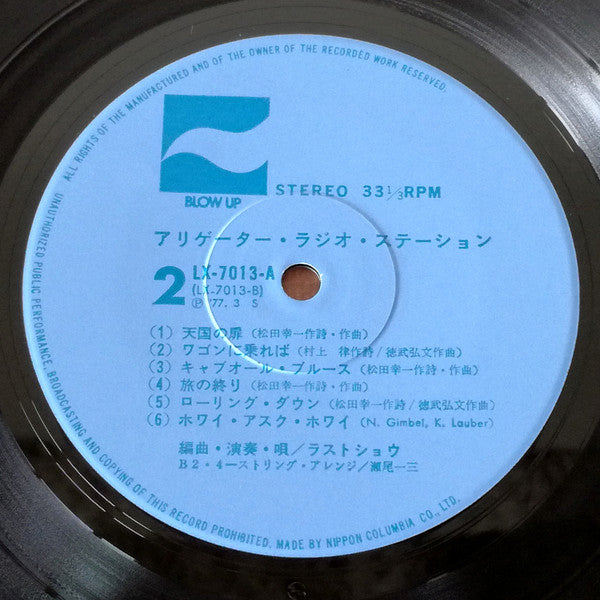 ALL RIGHTS OF THE MANUFACTURED AND OF THE OWNER OF THE RECORDED WORK RESERVED.
BLOW UP
STEREO 33 1/3 RPM
アリゲーター・ラジオ・ステーション
2
LX-7013-A
(LX-7013-B)
Ⓟ '77. 3 S
(1) 天国の扉 (松田幸一作詩・作曲)
(2) ワゴンに乗れば (村上 律作詩/徳武弘文作曲)
(3) キャブオール・ブルース (松田幸一作詩・作曲)
(4) 旅の終り (松田幸一作詩・作曲)
(5) ローリング・ダウン (松田幸一作詩/徳武弘文作曲)
(6) ホワイ・アスク・ホワイ (N. Gimbel, K. Lauber)
編曲・演奏・唄/ラストショウ
B2・4ーストリング・アレンジ/瀬尾一三
UNAUTHORIZED PUBLIC PERFORMANCE, BROADCASTING AND COPYING OF THIS RECORD PROHIBITED. MADE BY NIPPON COLUMBIA CO., LTD.